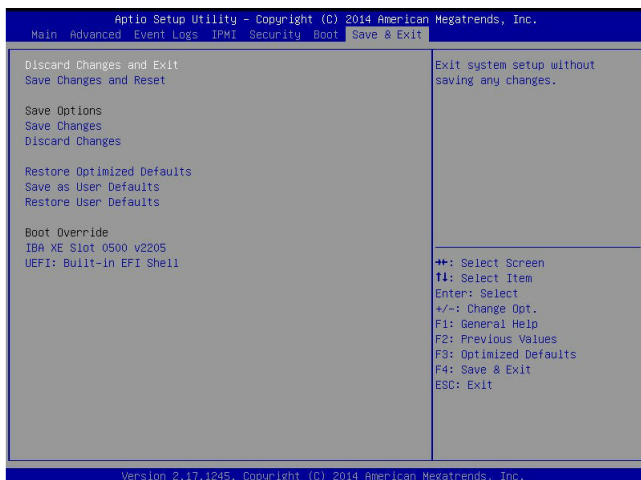 Aptio Setup Utility – Copyright (C) 2014 American Megatrends, Inc.
Main Advanced Event Logs IPMI Security Boot Save & Exit
Discard Changes and Exit
Save Changes and Reset
Save Options
Save Changes
Discard Changes
Restore Optimized Defaults
Save as User Defaults
Restore User Defaults
Boot Override
IBA XE Slot 0500 v2205
UEFI: Built-in EFI Shell
Exit system setup without
saving any changes.
→←: Select Screen
↑↓: Select Item
Enter: Select
+/-: Change Opt.
F1: General Help
F2: Previous Values
F3: Optimized Defaults
F4: Save & Exit
ESC: Exit
Version 2.17.1245. Copyright (C) 2014 American Megatrends, Inc.